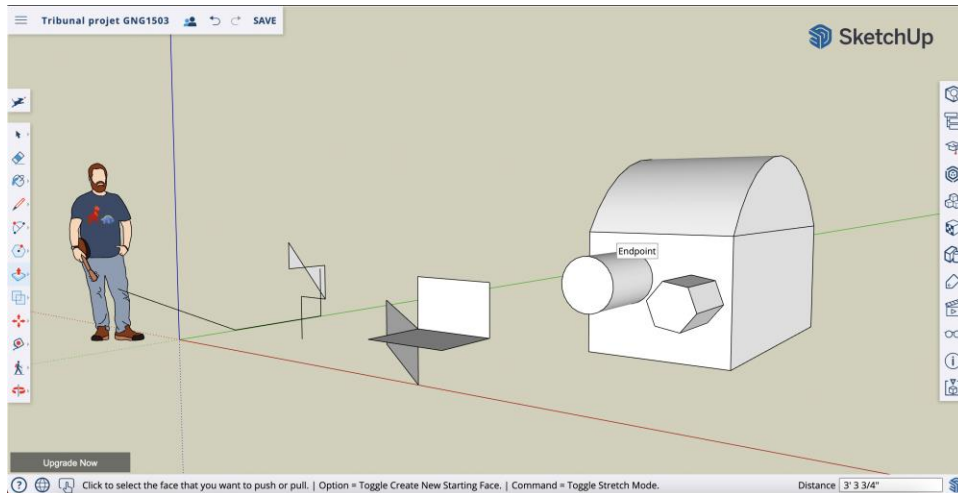 Tribunal projet GNG1503 SAVE
SketchUp
Endpoint
Upgrade Now
Click to select the face that you want to push or pull. | Option = Toggle Create New Starting Face. | Command = Toggle Stretch Mode. Distance 3' 3 3/4"